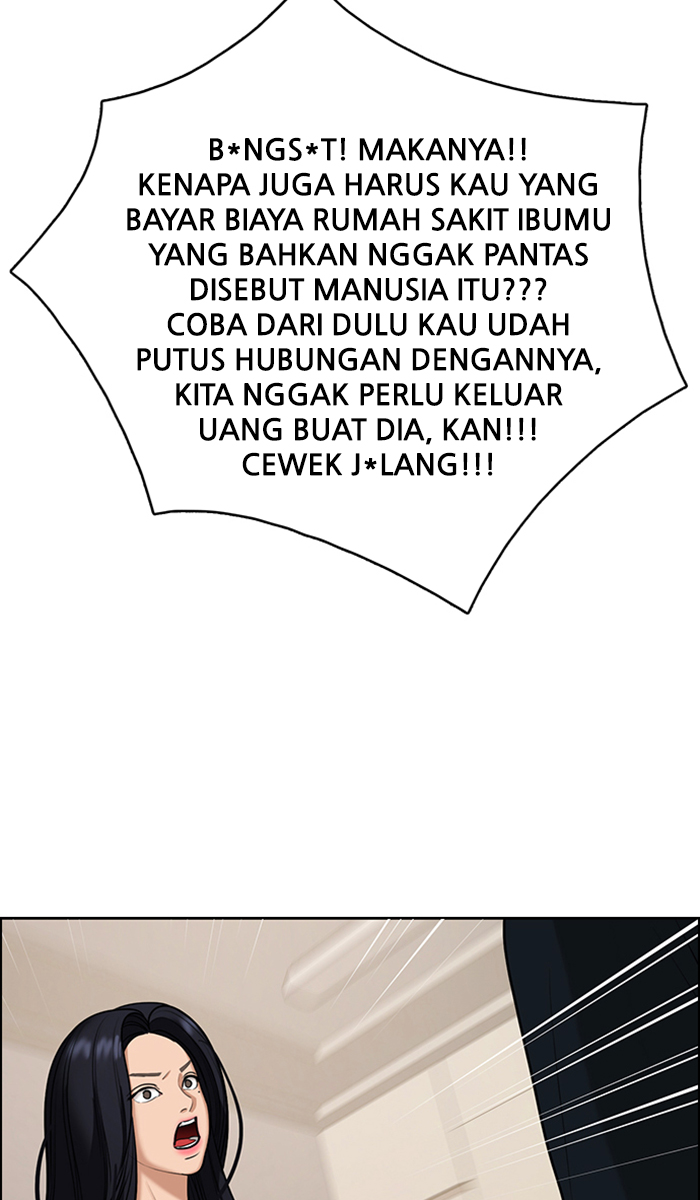 B*NGS*T! MAKANYA!!
KENAPA JUGA HARUS KAU YANG
BAYAR BIAYA RUMAH SAKIT IBUMU
YANG BAHKAN NGGAK PANTAS
DISEBUT MANUSIA ITU???
COBA DARI DULU KAU UDAH
PUTUS HUBUNGAN DENGANNYA,
KITA NGGAK PERLU KELUAR
UANG BUAT DIA, KAN!!!
CEWEK J*LANG!!!